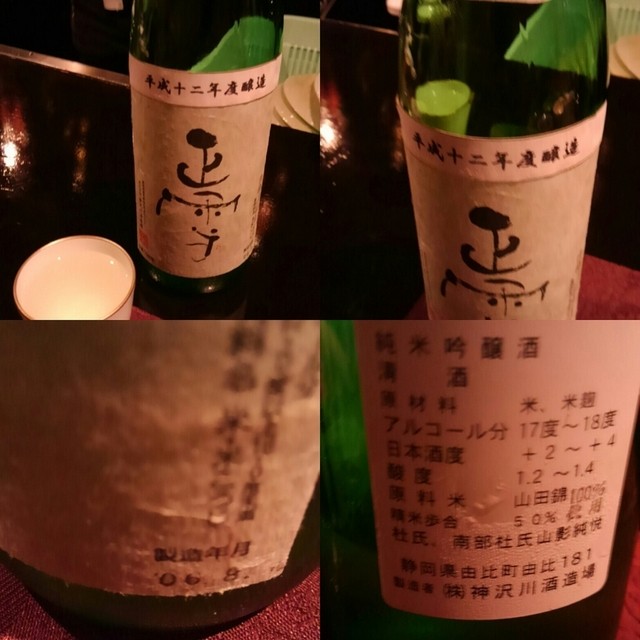 平成十二年度醸造
正雪
平成十二年度醸造
正雪
製造年月
06.8.
純米吟醸酒
清 酒
原材料 米、米麹
アルコール分 17度～18度
日本酒度 +2～+4
酸度 1.2～1.4
原料米 山田錦100%
精米歩合 50% 使用
杜氏、南部杜氏山影純悦
静岡県由比町由比181
製造者 ㈱神沢川酒造場